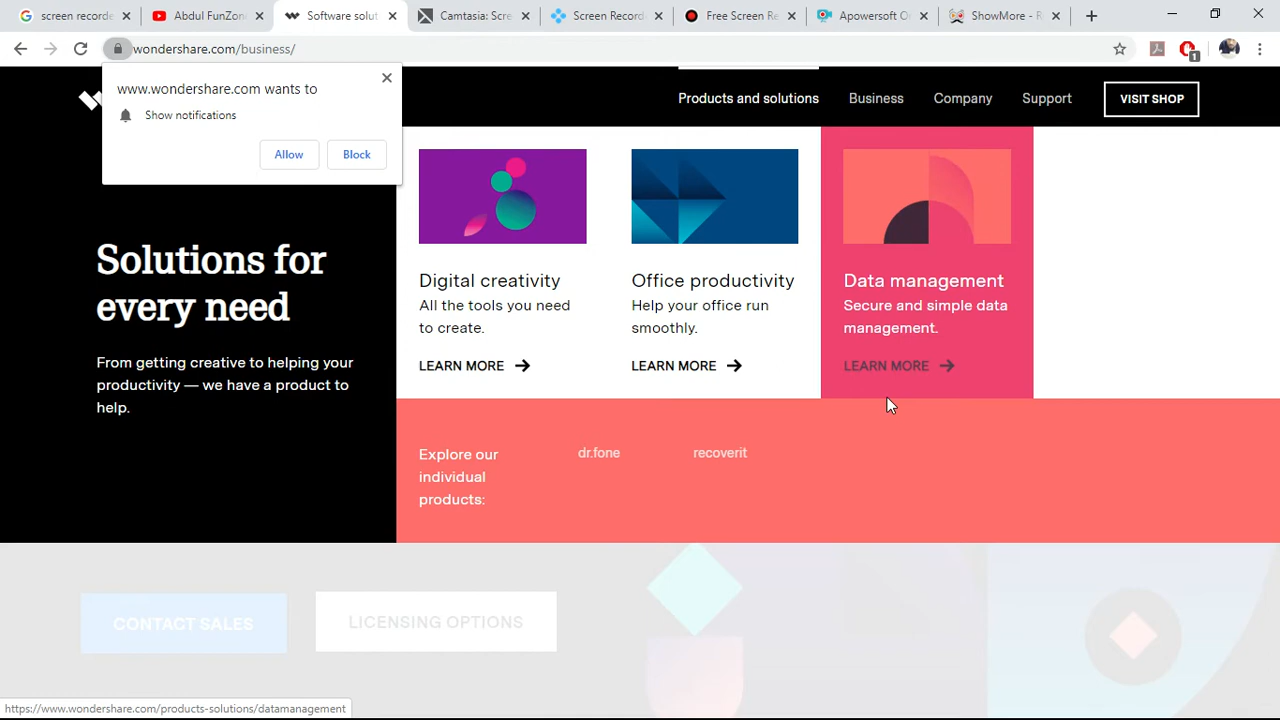 screen recorde
Abdul FunZone
Software solut
Camtasia: Scre
Screen Record
Free Screen Re
Apowersoft O
ShowMore - R
wondershare.com/business/
1
www.wondershare.com wants to
Show notifications
Allow
Block
Products and solutions
Business
Company
Support
VISIT SHOP
Solutions for
every need
From getting creative to helping your
productivity — we have a product to
help.
Digital creativity
All the tools you need
to create.
LEARN MORE
Office productivity
Help your office run
smoothly.
LEARN MORE
Data management
Secure and simple data
management.
LEARN MORE
Explore our
individual
products:
dr.fone
recoverit
CONTACT SALES
LICENSING OPTIONS
https://www.wondershare.com/products-solutions/datamanagement